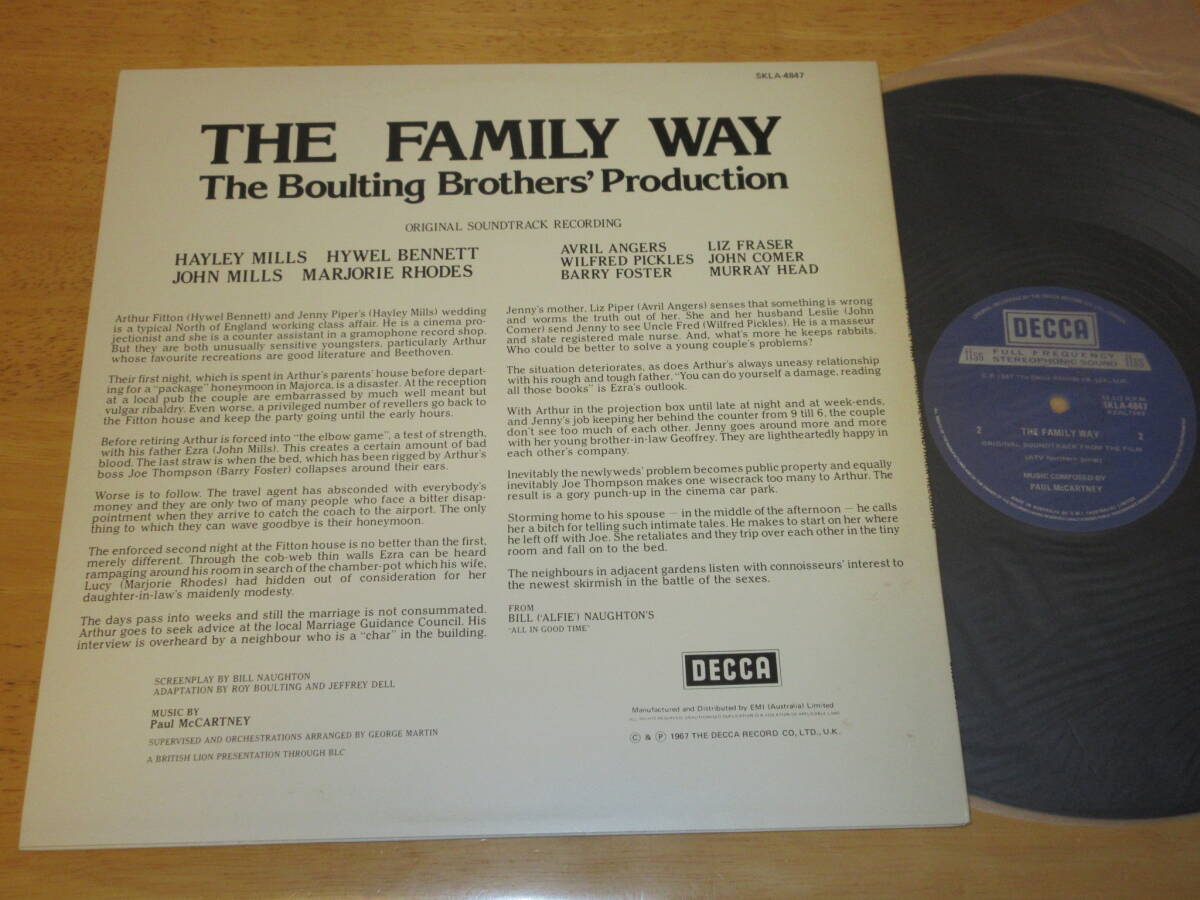 SKLA-4847
THE FAMILY WAY
The Boulting Brothers' Production
ORIGINAL SOUNDTRACK RECORDING
HAYLEY MILLS HYWEL BENNETT
JOHN MILLS MARJORIE RHODES
AVRIL ANGERS LIZ FRASER
WILFRED PICKLES JOHN COMER
BARRY FOSTER MURRAY HEAD
Arthur Fitton (Hywel Bennett) and Jenny Piper's (Hayley Mills) wedding
is a typical North of England working class affair. He is a cinema pro-
jectionist and she is a counter assistant in a gramophone record shop.
But they are both unusually sensitive youngsters, particularly Arthur
whose favourite recreations are good literature and Beethoven.
Their first night, which is spent in Arthur's parents' house before depart-
ing for a "package" honeymoon in Majorca, is a disaster. At the reception
at a local pub the couple are embarrassed by much well meant but
vulgar ribaldry. Even worse, a privileged number of revellers go back to
the Fitton house and keep the party going until the early hours.
Before retiring Arthur is forced into "the elbow game", a test of strength,
with his father Ezra (John Mills). This creates a certain amount of bad
blood. The last straw is when the bed, which has been rigged by Arthur's
boss Joe Thompson (Barry Foster) collapses around their ears.
Worse is to follow. The travel agent has absconded with everybody's
money and they are only two of many people who face a bitter disap-
pointment when they arrive to catch the coach to the airport. The only
thing to which they can wave goodbye is their honeymoon.
The enforced second night at the Fitton house is no better than the first,
merely different. Through the cob-web thin walls Ezra can be heard
rampaging around his room in search of the chamber-pot which his wife,
Lucy (Marjorie Rhodes) had hidden out of consideration for her
daughter-in-law's maidenly modesty.
The days pass into weeks and still the marriage is not consummated.
Arthur goes to seek advice at the local Marriage Guidance Council. His
interview is overheard by a neighbour who is a "char" in the building.
Jenny's mother, Liz Piper (Avril Angers) senses that something is wrong
and worms the truth out of her. She and her husband Leslie (John
Comer) send Jenny to see Uncle Fred (Wilfred Pickles). He is a masseur
and state registered male nurse. And, what's more he keeps rabbits.
Who could be better to solve a young couple's problems?
The situation deteriorates, as does Arthur's always uneasy relationship
with his rough and tough father. "You can do yourself a damage, reading
all those books" is Ezra's outlook.
With Arthur in the projection box until late at night and at week-ends,
and Jenny's job keeping her behind the counter from 9 till 6, the couple
don't see too much of each other. Jenny goes around more and more
with her young brother-in-law Geoffrey. They are lightheartedly happy in
each other's company.
Inevitably the newlyweds' problem becomes public property and equally
inevitably Joe Thompson makes one wisecrack too many to Arthur. The
result is a gory punch-up in the cinema car park.
Storming home to his spouse — in the middle of the afternoon — he calls
her a bitch for telling such intimate tales. He makes to start on her where
he left off with Joe. She retaliates and they trip over each other in the tiny
room and fall on to the bed.
The neighbours in adjacent gardens listen with connoisseurs' interest to
the newest skirmish in the battle of the sexes.
FROM
BILL ('ALFIE') NAUGHTON'S
"ALL IN GOOD TIME"
SCREENPLAY BY BILL NAUGHTON
ADAPTATION BY ROY BOULTING AND JEFFREY DELL
MUSIC BY
Paul McCARTNEY
SUPERVISED AND ORCHESTRATIONS ARRANGED BY GEORGE MARTIN
A BRITISH LION PRESENTATION THROUGH BLC
DECCA
Manufactured and Distributed by EMI (Australia) Limited
ALL RIGHTS RESERVED. UNAUTHORISED DUPLICATION IS A VIOLATION OF APPLICABLE LAWS
© & Ⓟ 1967 THE DECCA RECORD CO, LTD., U.K.
DECCA
ffss FULL FREQUENCY STEREOPHONIC SOUND ffss
33 1/3 R.P.M.
SKLA-4847
2 THE FAMILY WAY 2
ORIGINAL SOUNDTRACK FROM THE FILM
MUSIC COMPOSED BY
PAUL McCARTNEY